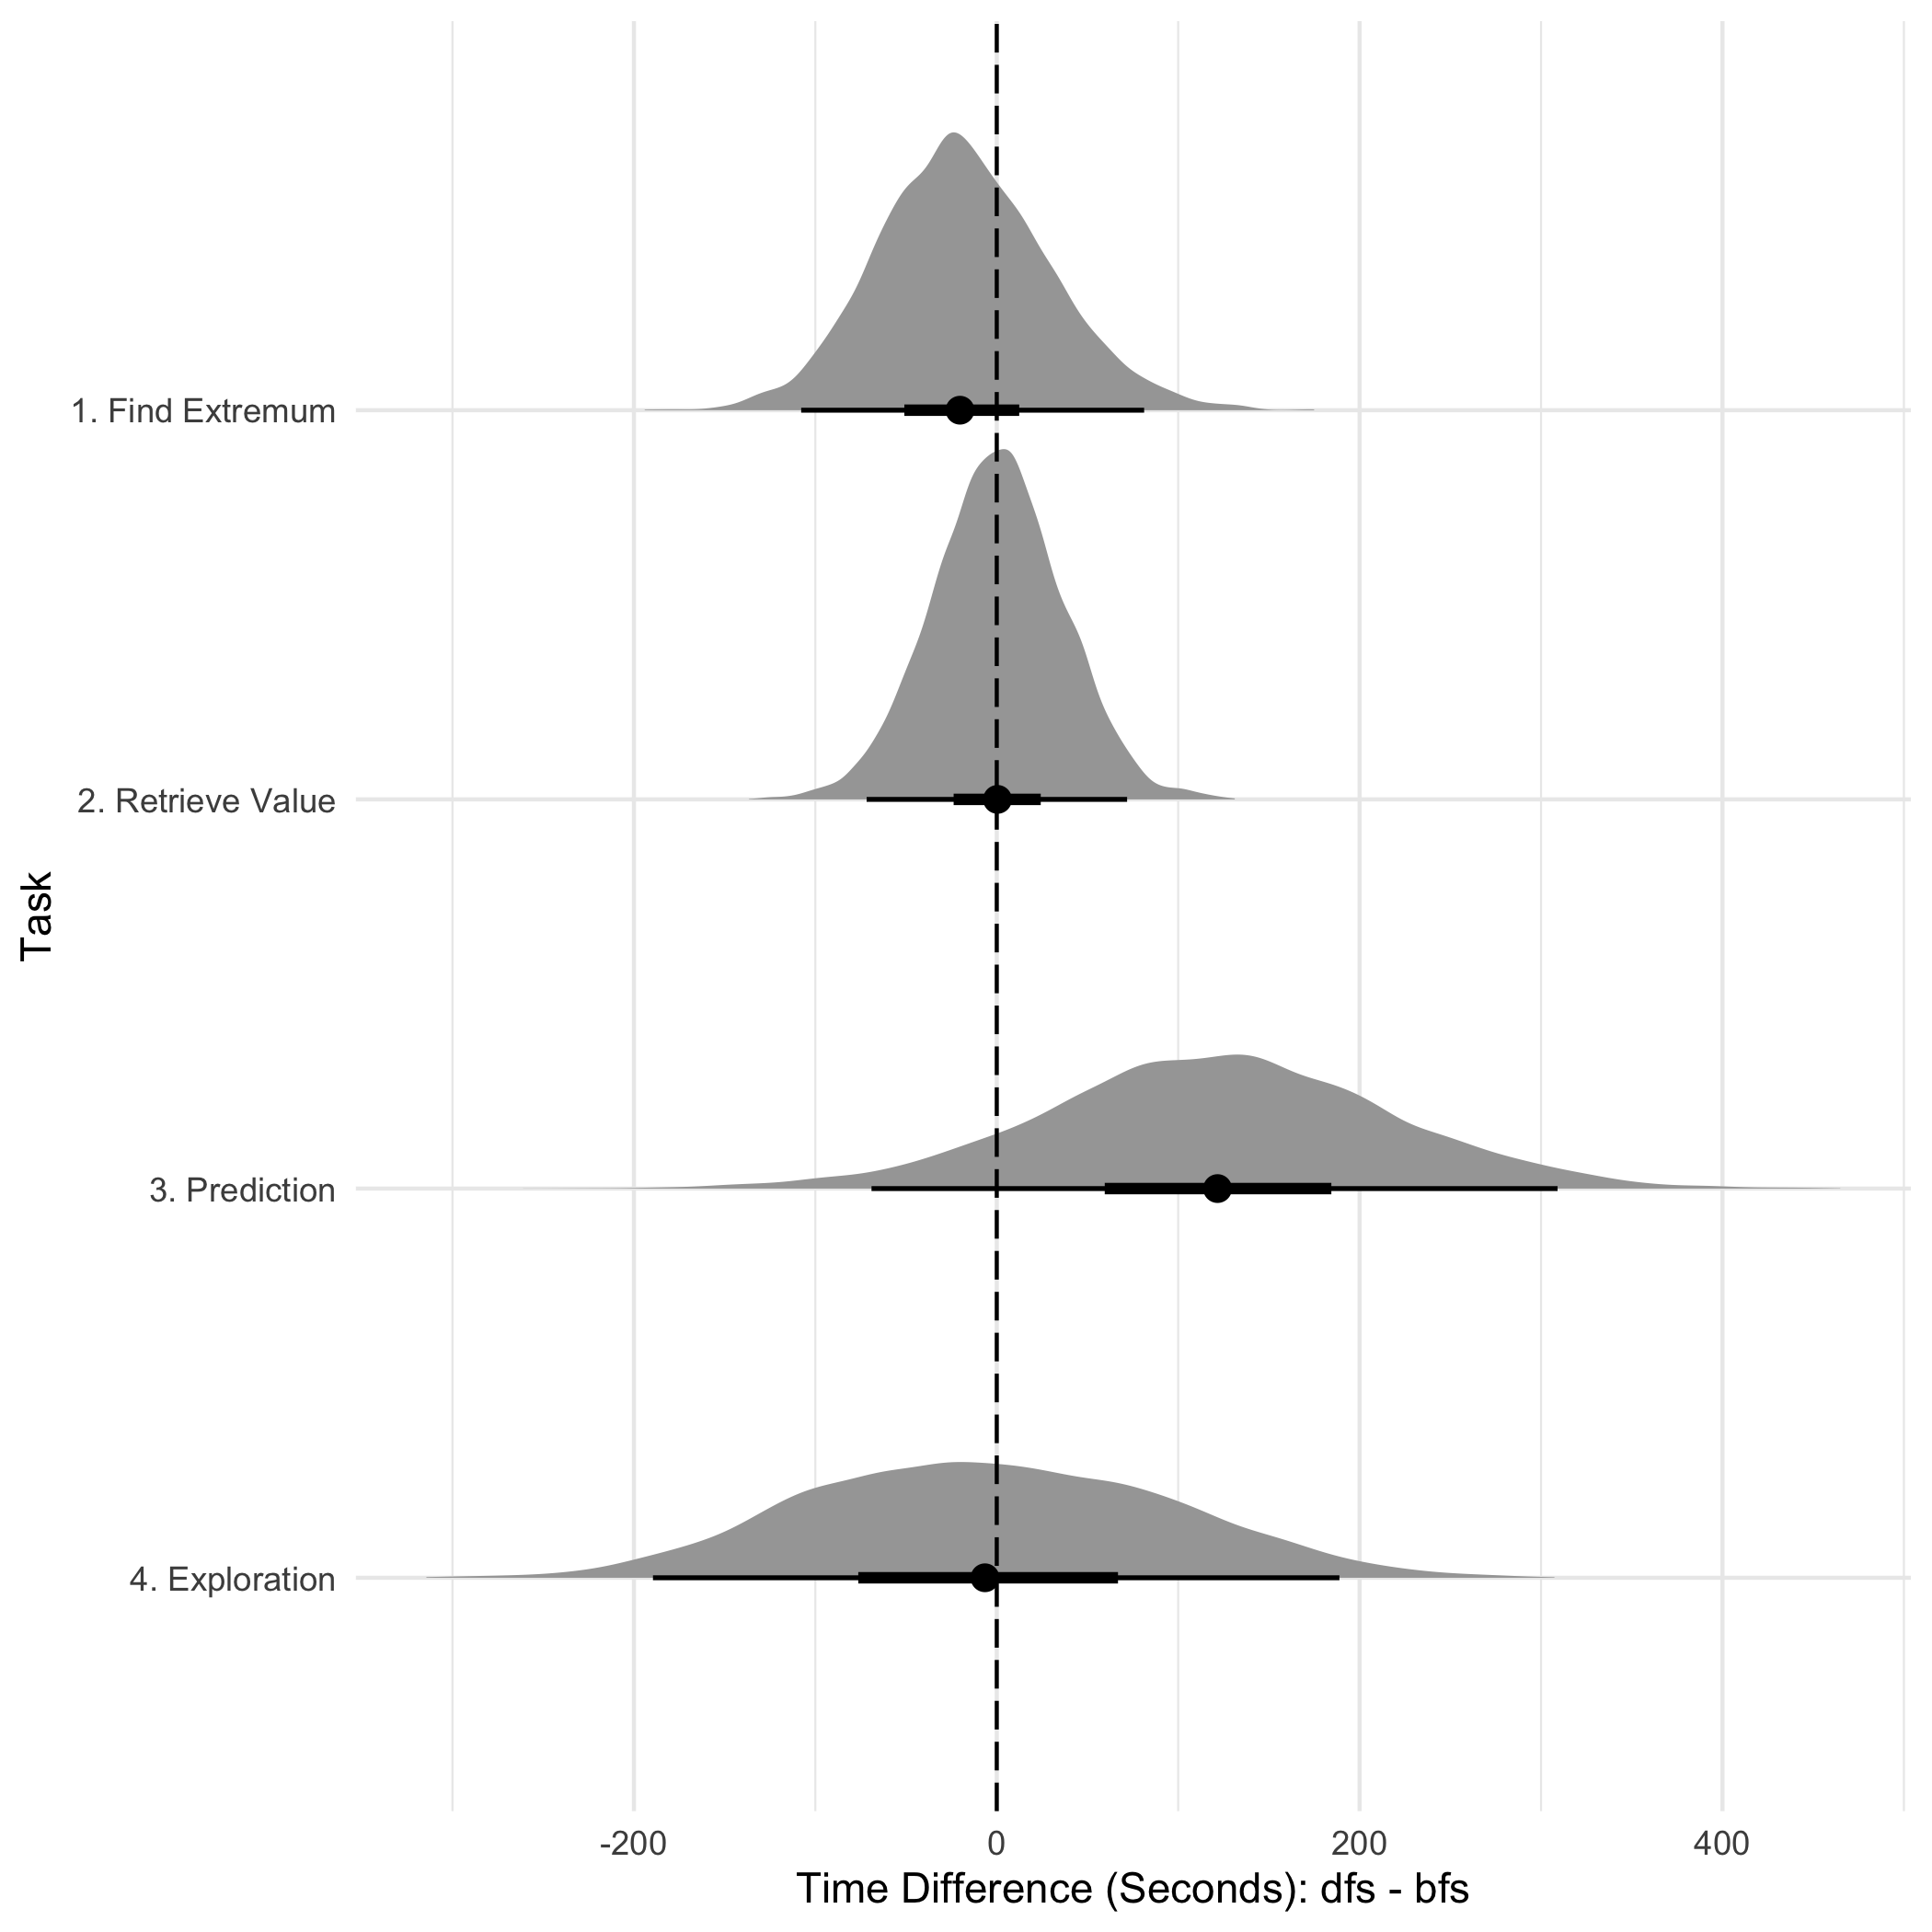 Task
1. Find Extremum
2. Retrieve Value
3. Prediction
4. Exploration
-200 0 200 400
Time Difference (Seconds): dfs - bfs